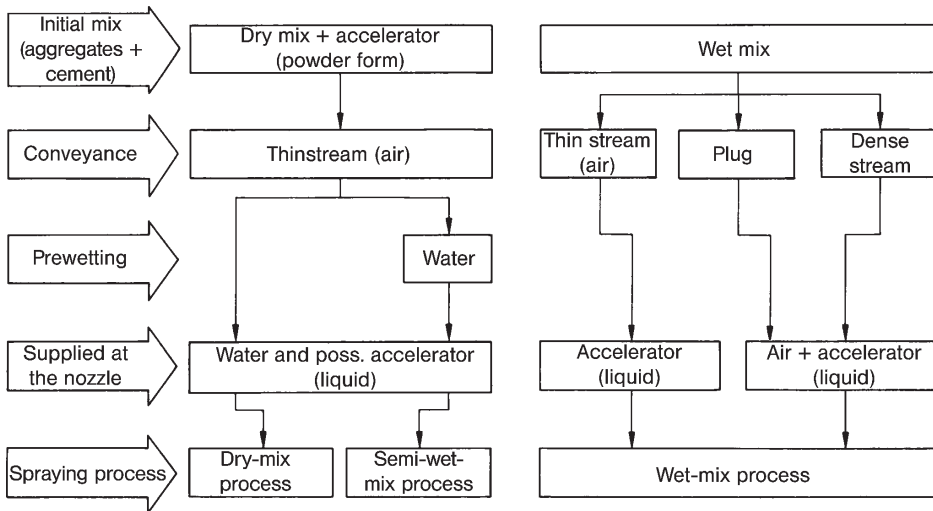 Initial mix
(aggregates +
cement)
Dry mix + accelerator
(powder form)
Wet mix
Conveyance
Thinstream (air)
Thin stream
(air)
Plug
Dense
stream
Prewetting
Water
Supplied at
the nozzle
Water and poss. accelerator
(liquid)
Accelerator
(liquid)
Air + accelerator
(liquid)
Spraying process
Dry-mix
process
Semi-wet-
mix process
Wet-mix process